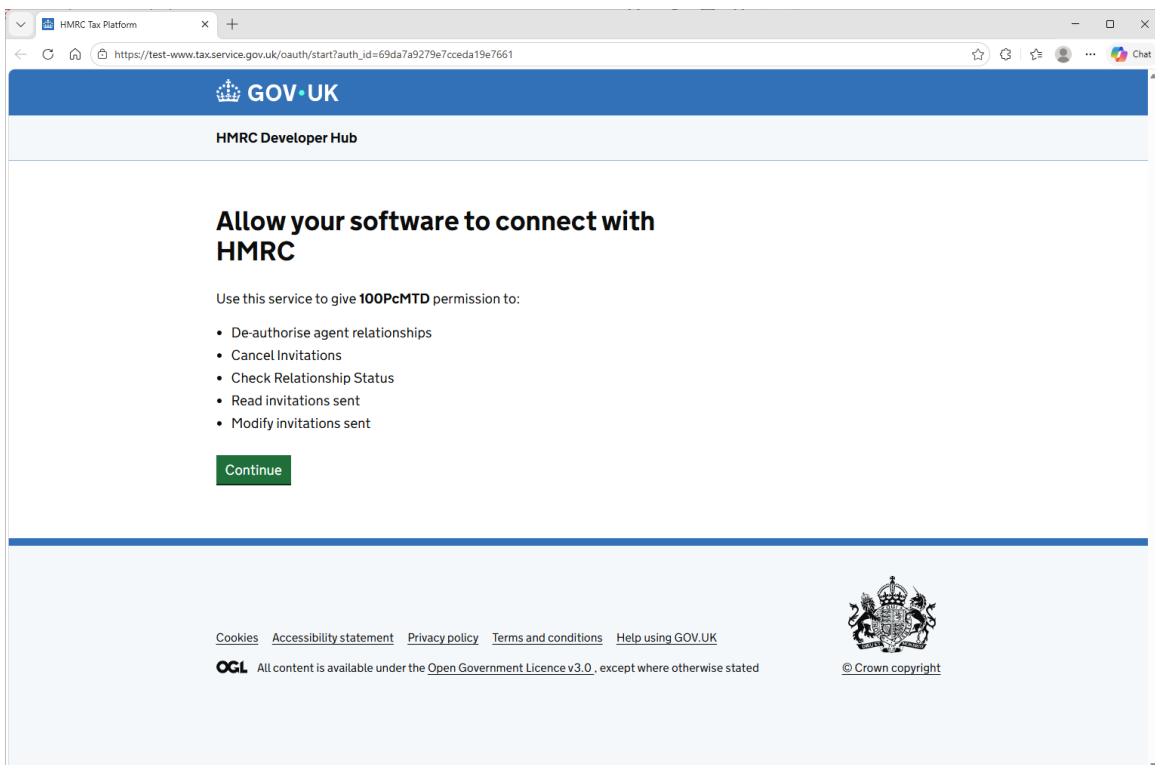 HMRC Tax Platform
https://test-www.tax.service.gov.uk/oauth/start?auth_id=69da7a9279e7cceda19e7661
Chat
GOV·UK
HMRC Developer Hub
Allow your software to connect with
HMRC
Use this service to give 100PcMTD permission to:
• De-authorise agent relationships
• Cancel Invitations
• Check Relationship Status
• Read invitations sent
• Modify invitations sent
Continue
Cookies Accessibility statement Privacy policy Terms and conditions Help using GOV.UK
OGL All content is available under the Open Government Licence v3.0 , except where otherwise stated
© Crown copyright